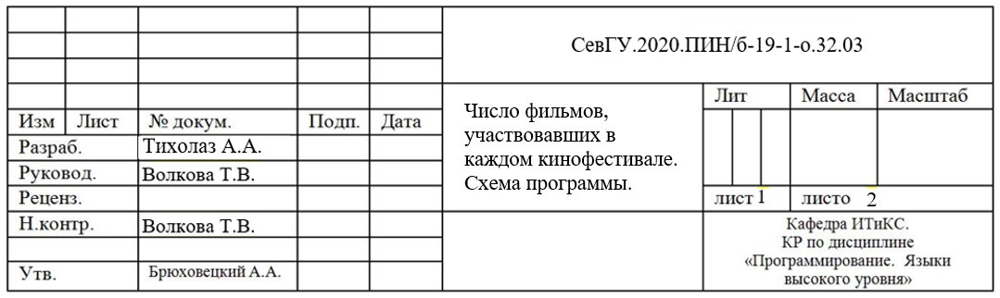 СевГУ.2020.ПИН/б-19-1-о.32.03
Лит Масса Масштаб
Число фильмов,
участвовавших в
каждом кинофестивале.
Схема программы.
Изм Лист № докум. Подп. Дата
Разраб. Тихолаз А.А.
Руковод. Волкова Т.В.
Реценз.
лист 1 листо 2
Н.контр. Волкова Т.В.
Утв. Брюховецкий А.А.
Кафедра ИТиКС.
КР по дисциплине
«Программирование. Языки
высокого уровня»